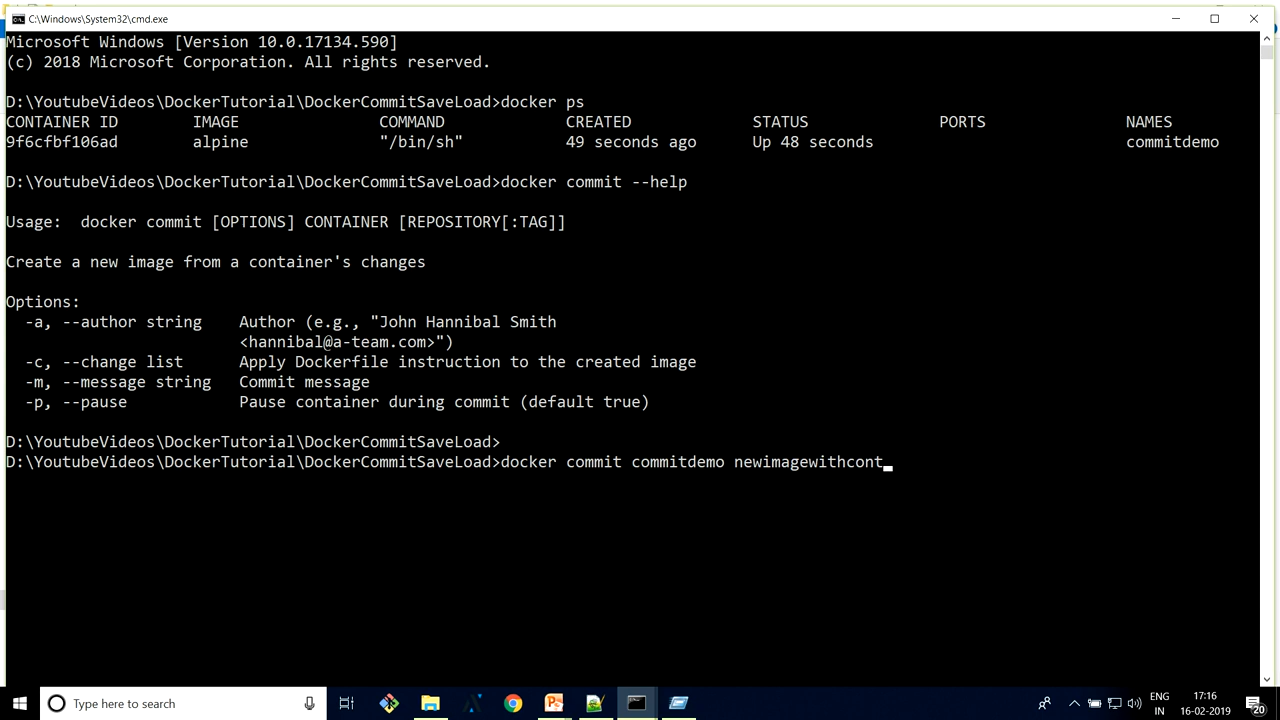 C:\Windows\System32\cmd.exe
Microsoft Windows [Version 10.0.17134.590]
(c) 2018 Microsoft Corporation. All rights reserved.
D:\YoutubeVideos\DockerTutorial\DockerCommitSaveLoad>docker ps
CONTAINER ID IMAGE COMMAND CREATED STATUS PORTS NAMES
9f6cfbf106ad alpine "/bin/sh" 49 seconds ago Up 48 seconds commitdemo
D:\YoutubeVideos\DockerTutorial\DockerCommitSaveLoad>docker commit --help
Usage: docker commit [OPTIONS] CONTAINER [REPOSITORY[:TAG]]
Create a new image from a container's changes
Options:
-a, --author string Author (e.g., "John Hannibal Smith
<hannibal@a-team.com>")
-c, --change list Apply Dockerfile instruction to the created image
-m, --message string Commit message
-p, --pause Pause container during commit (default true)
D:\YoutubeVideos\DockerTutorial\DockerCommitSaveLoad>
D:\YoutubeVideos\DockerTutorial\DockerCommitSaveLoad>docker commit commitdemo newimagewithcont
Type here to search
ENG
IN
17:16
16-02-2019
20